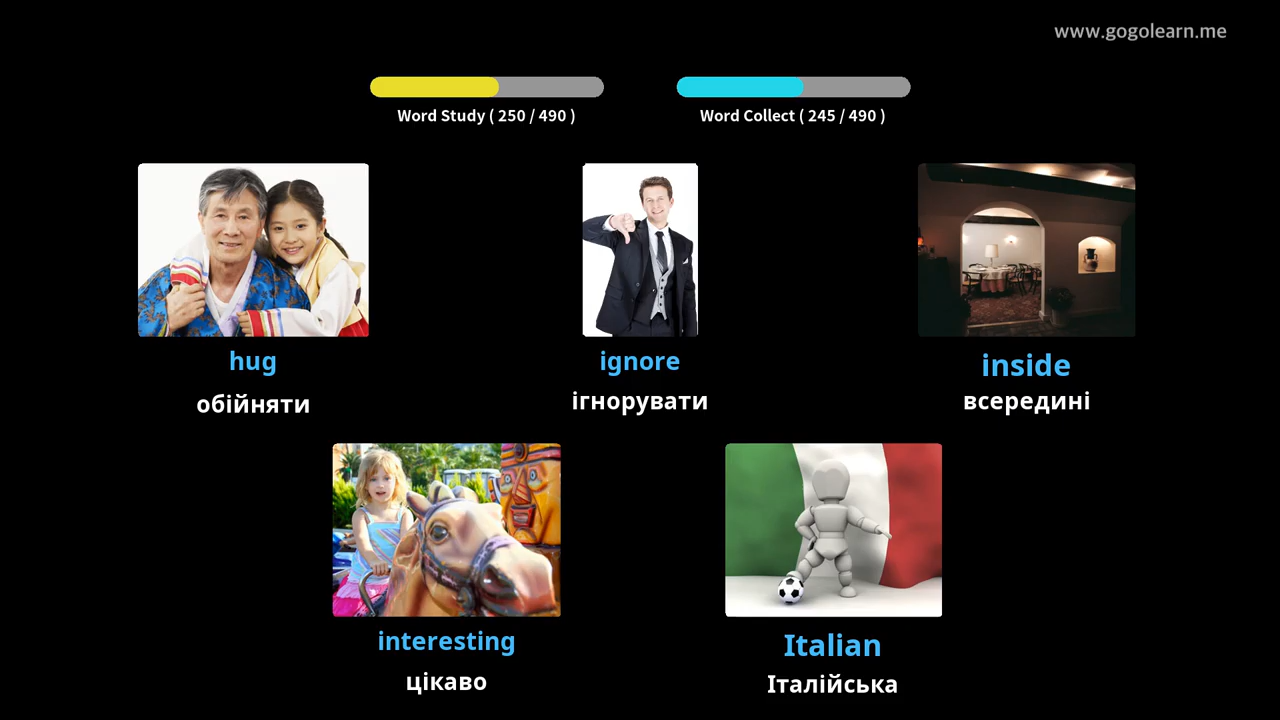 www.gogolearn.me
Word Study ( 250 / 490 )
Word Collect ( 245 / 490 )
hug
ignore
inside
обійняти
ігнорувати
всередині
interesting
Italian
цікаво
Італійська